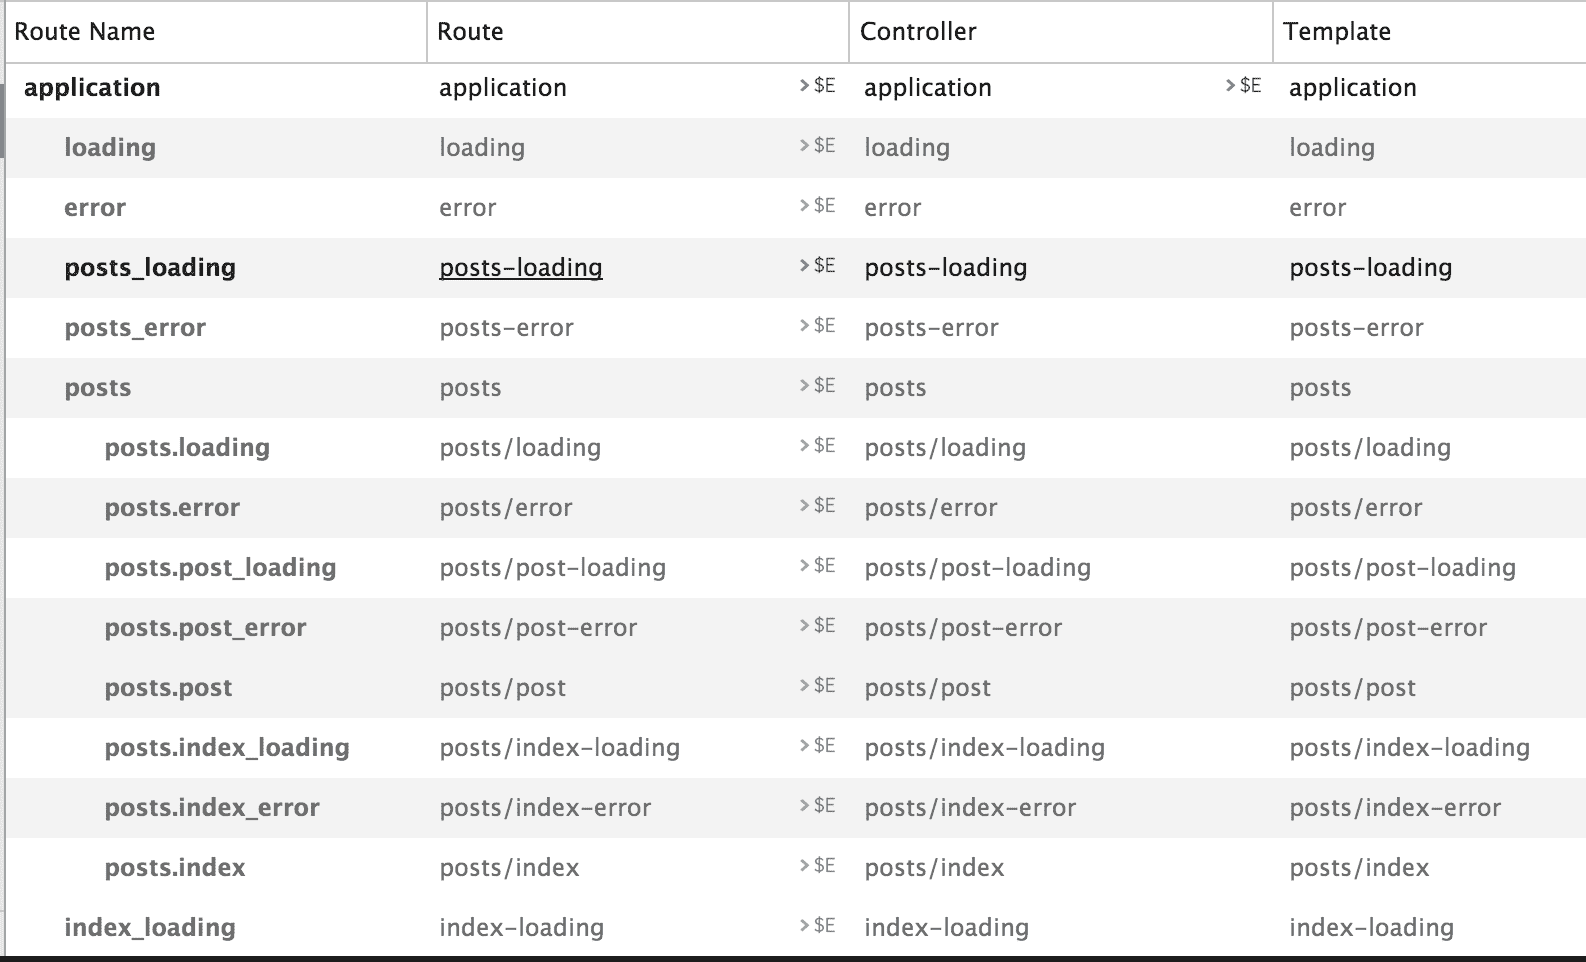 Route Name Route Controller Template
application application >$E application >$E application
loading loading >$E loading loading
error error >$E error error
posts_loading posts-loading >$E posts-loading posts-loading
posts_error posts-error >$E posts-error posts-error
posts posts >$E posts posts
posts.loading posts/loading >$E posts/loading posts/loading
posts.error posts/error >$E posts/error posts/error
posts.post_loading posts/post-loading >$E posts/post-loading posts/post-loading
posts.post_error posts/post-error >$E posts/post-error posts/post-error
posts.post posts/post >$E posts/post posts/post
posts.index_loading posts/index-loading >$E posts/index-loading posts/index-loading
posts.index_error posts/index-error >$E posts/index-error posts/index-error
posts.index posts/index >$E posts/index posts/index
index_loading index-loading >$E index-loading index-loading